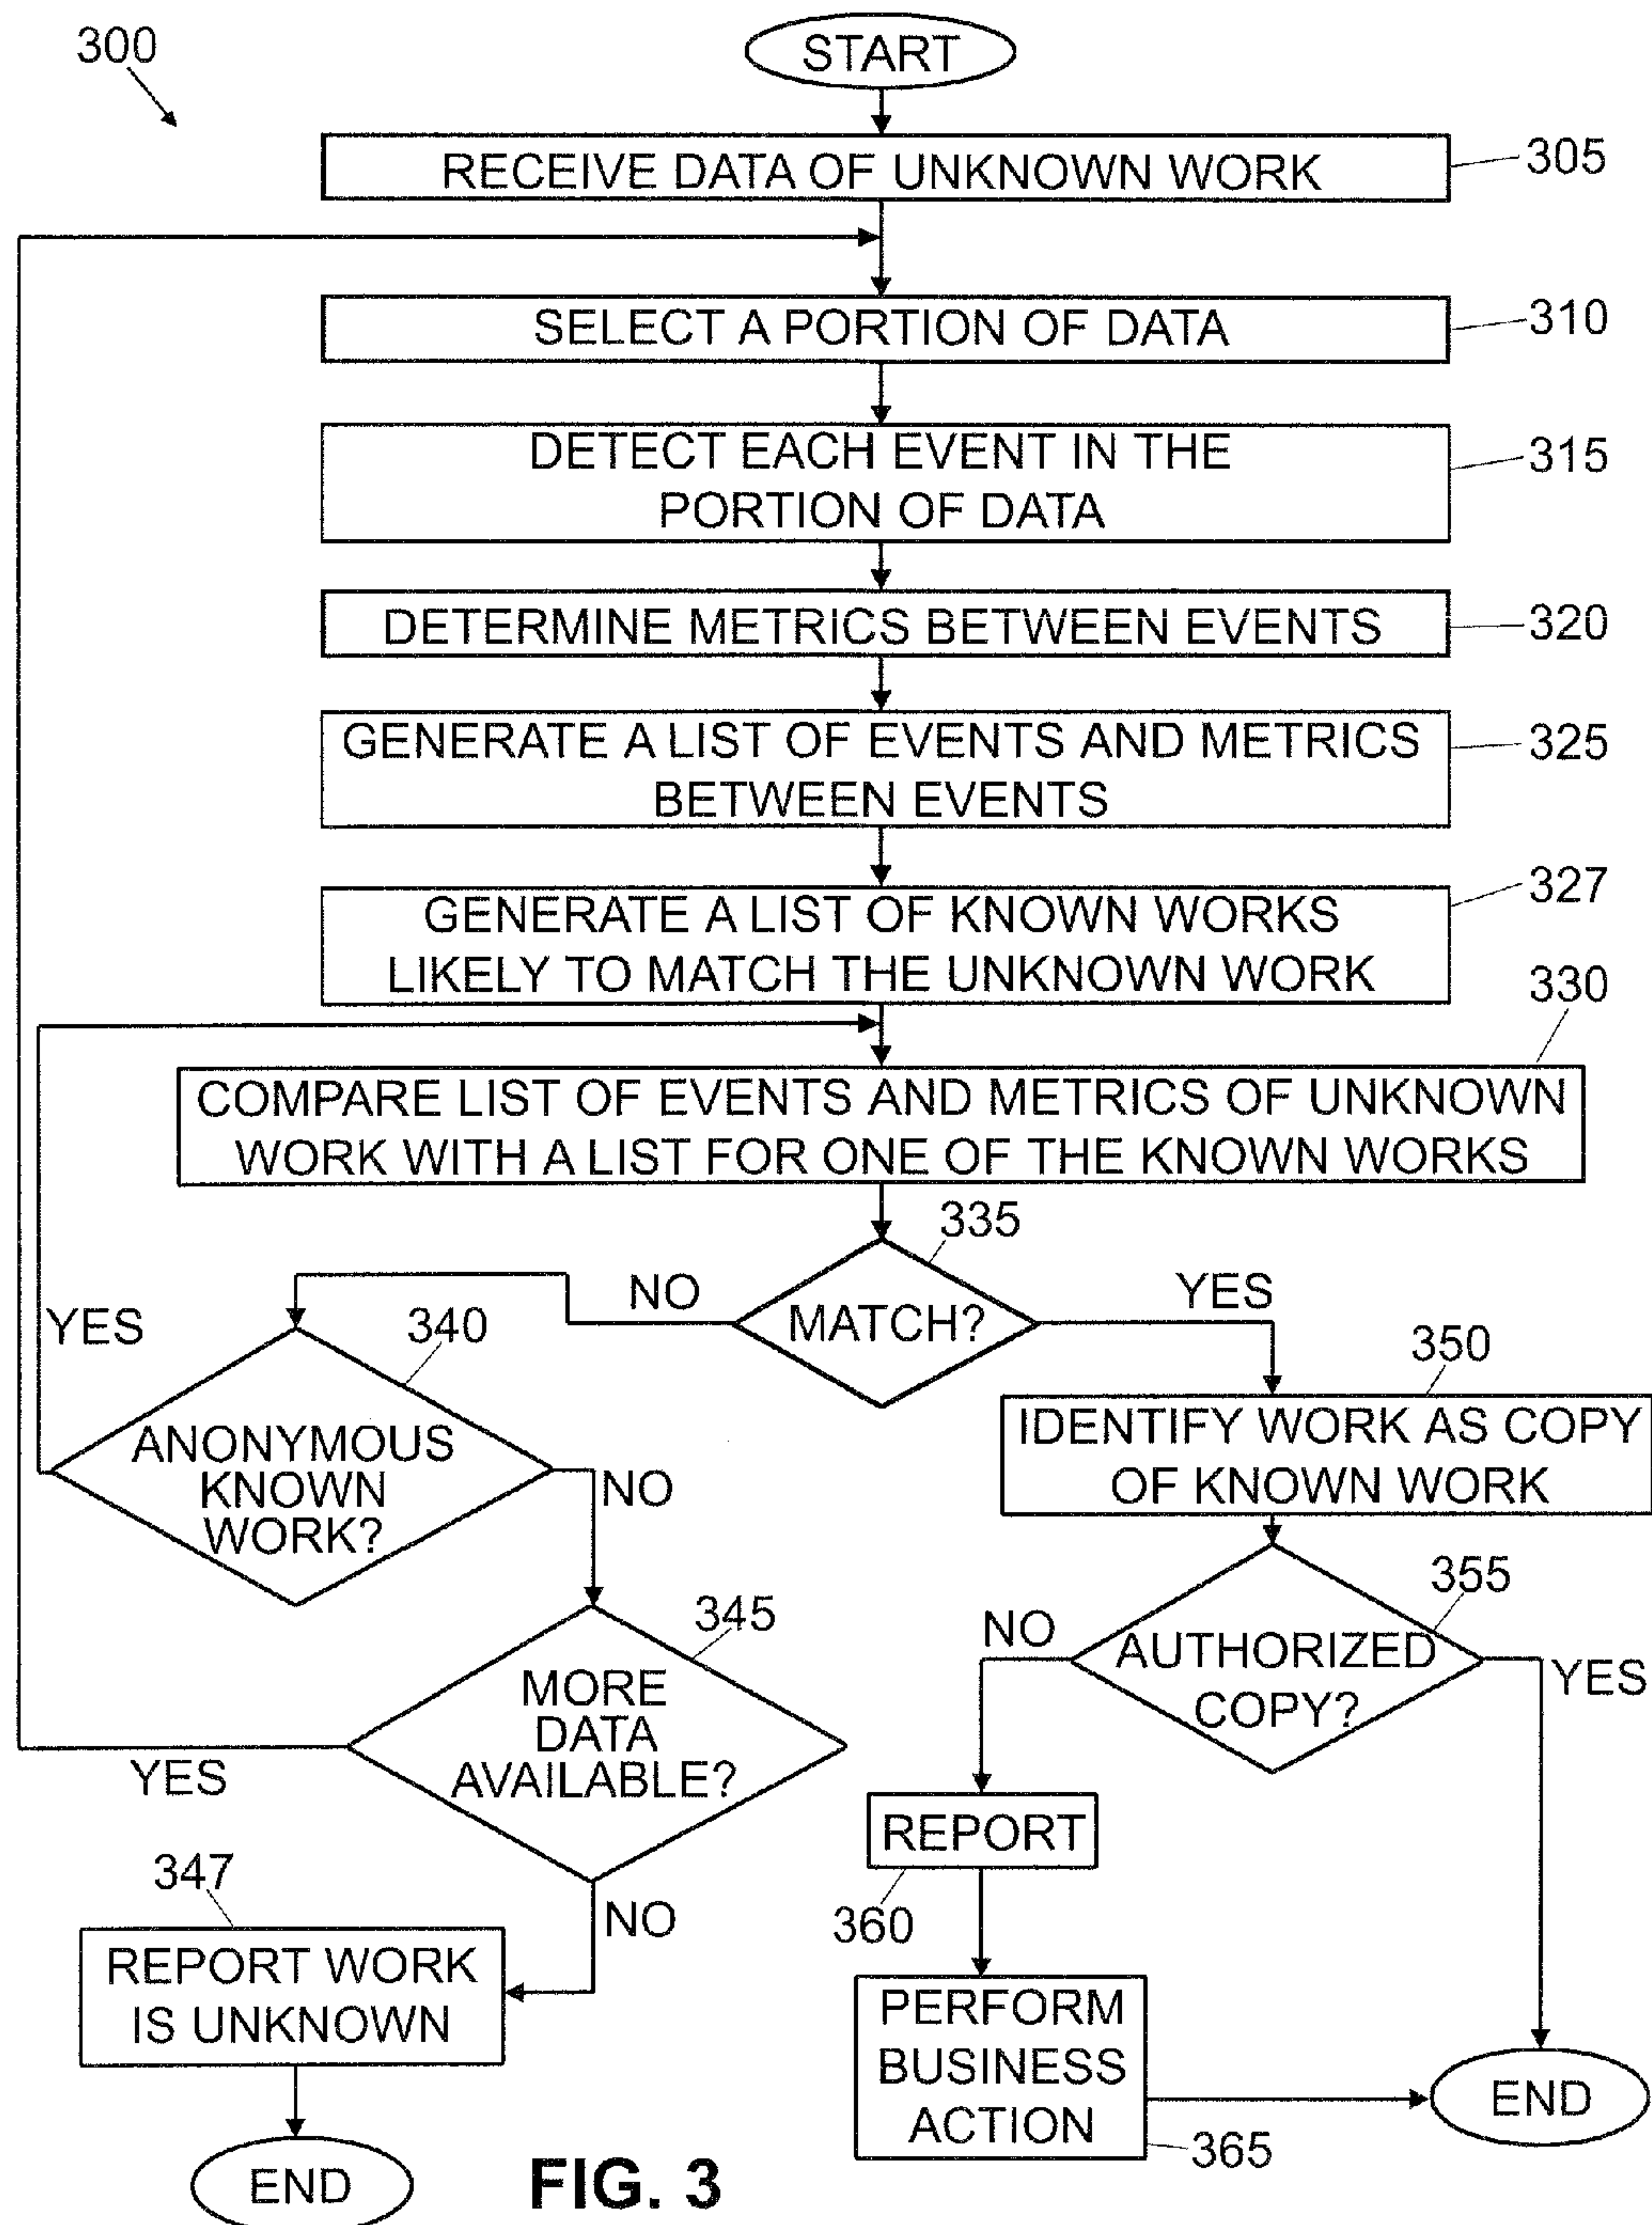 300
START
RECEIVE DATA OF UNKNOWN WORK
305
SELECT A PORTION OF DATA
310
DETECT EACH EVENT IN THE
PORTION OF DATA
315
DETERMINE METRICS BETWEEN EVENTS
320
GENERATE A LIST OF EVENTS AND METRICS
BETWEEN EVENTS
325
GENERATE A LIST OF KNOWN WORKS
LIKELY TO MATCH THE UNKNOWN WORK
327
330
COMPARE LIST OF EVENTS AND METRICS OF UNKNOWN
WORK WITH A LIST FOR ONE OF THE KNOWN WORKS
335
MATCH?
NO
YES
YES
340
ANONYMOUS
KNOWN
WORK?
NO
350
IDENTIFY WORK AS COPY
OF KNOWN WORK
355
AUTHORIZED
COPY?
NO
YES
345
MORE
DATA
AVAILABLE?
YES
NO
347
REPORT WORK
IS UNKNOWN
END
REPORT
360
PERFORM
BUSINESS
ACTION
365
END
FIG. 3